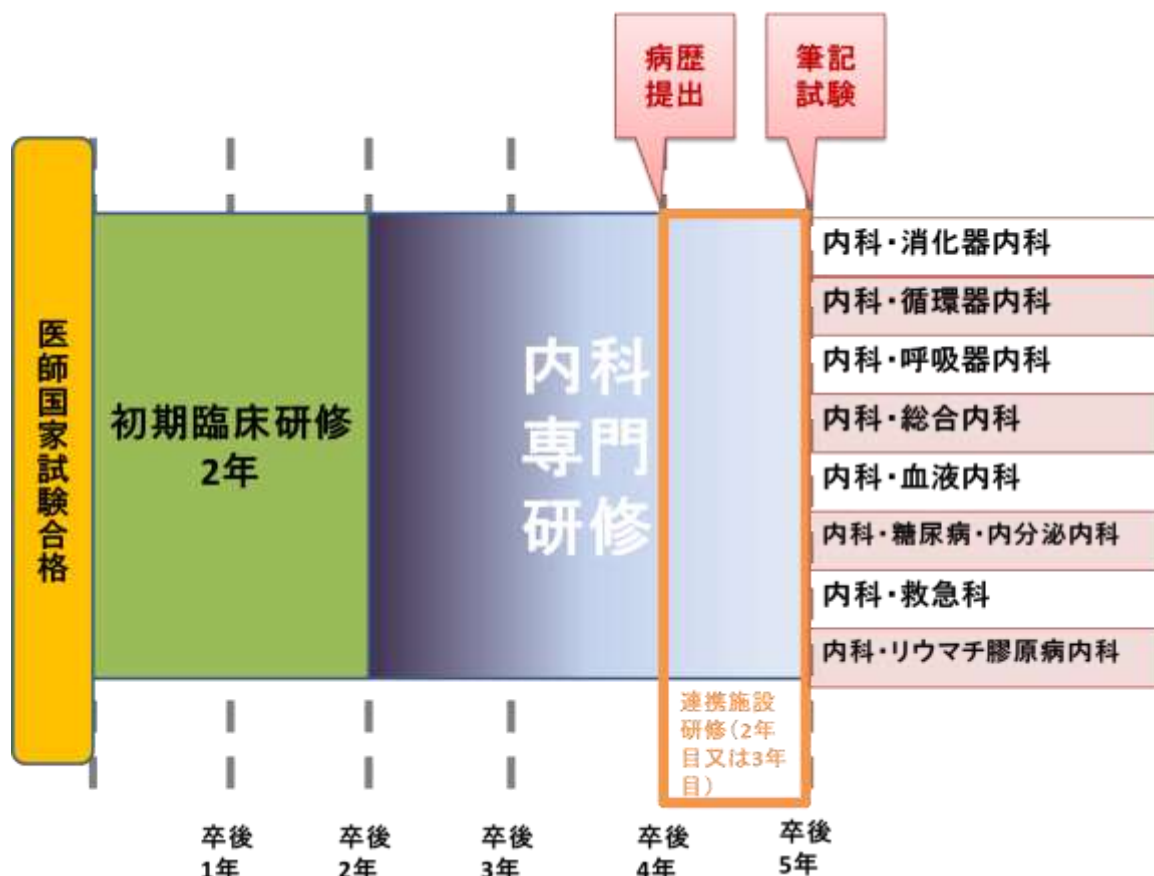 病歴
提出
筆記
試験
医師国家試験合格
初期臨床研修
2年
内科
専門
研修
内科・消化器内科
内科・循環器内科
内科・呼吸器内科
内科・総合内科
内科・血液内科
内科・糖尿病・内分泌内科
内科・救急科
内科・リウマチ膠原病内科
連携施設
研修(2年
目又は3年
目)
卒後
1年
卒後
2年
卒後
3年
卒後
4年
卒後
5年